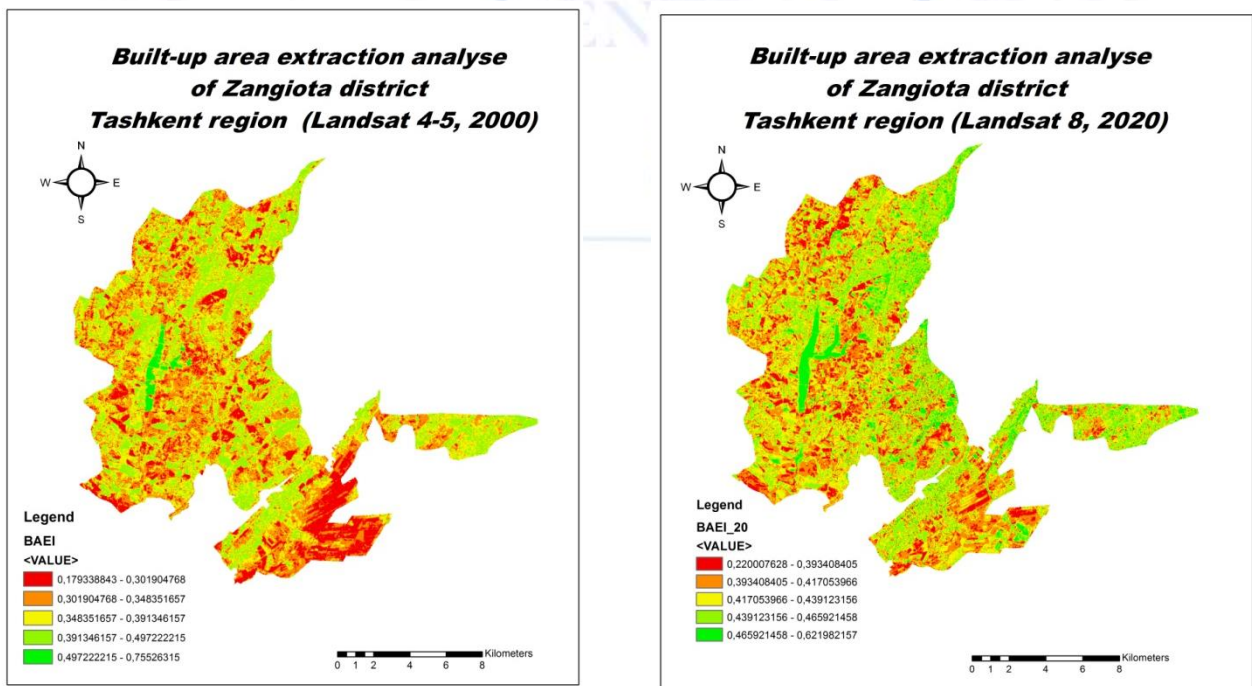 Built-up area extraction analyse
of Zangiota district
Tashkent region (Landsat 4-5, 2000)
N
W
E
S
Legend
BAEI
<VALUE>
0,179338843 - 0,301904768
0,301904768 - 0,348351657
0,348351657 - 0,391346157
0,391346157 - 0,497222215
0,497222215 - 0,75526315
Kilometers
0 1 2 4 6 8
Built-up area extraction analyse
of Zangiota district
Tashkent region (Landsat 8, 2020)
N
W
E
S
Legend
BAEI_20
<VALUE>
0,220007628 - 0,393408405
0,393408405 - 0,417053966
0,417053966 - 0,439123156
0,439123156 - 0,465921458
0,465921458 - 0,621982157
Kilometers
0 1 2 4 6 8